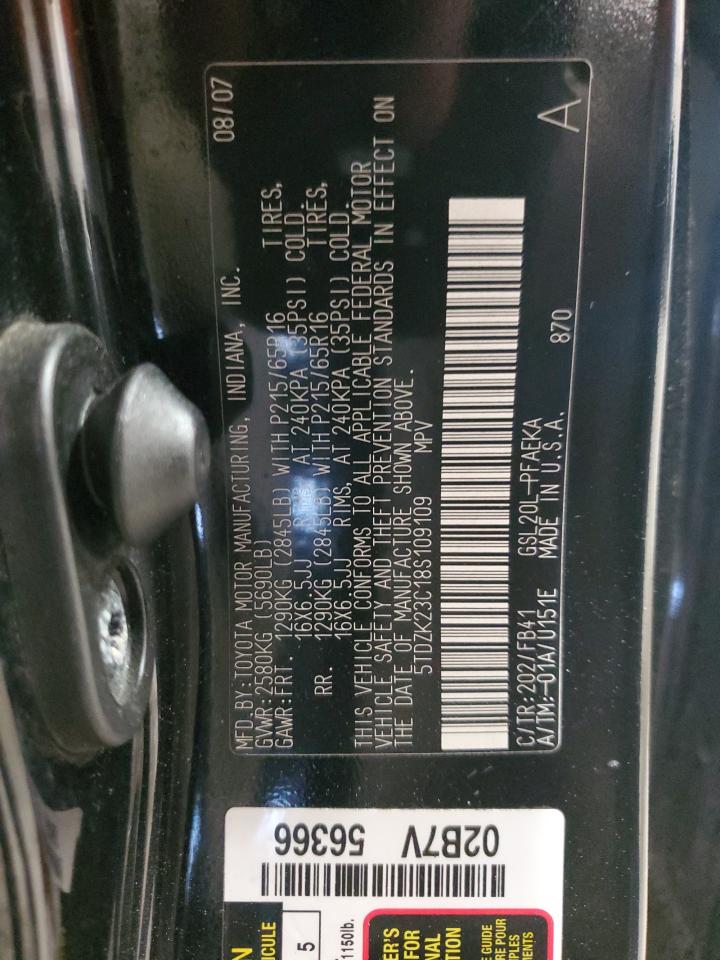 MFD. BY: TOYOTA MOTOR MANUFACTURING, INDIANA, INC. 08/07
GVWR: 2580KG (5690LB)
GAWR: FRT. 1290KG (2845LB) WITH P215/65R16 TIRES,
16X6.5JJ RIMS, AT 240KPA (35PSI) COLD.
RR. 1290KG (2845LB) WITH P215/65R16 TIRES,
16X6.5JJ RIMS, AT 240KPA (35PSI) COLD.
THIS VEHICLE CONFORMS TO ALL APPLICABLE FEDERAL MOTOR
VEHICLE SAFETY AND THEFT PREVENTION STANDARDS IN EFFECT ON
THE DATE OF MANUFACTURE SHOWN ABOVE.
5TDZK23C18S109109 MPV
C/TR: 202/FB41 GSL20L-PFAEKA 870
A/TM: -01A/U151E MADE IN U.S.A. A
02B7V 56366
5
1150lb.